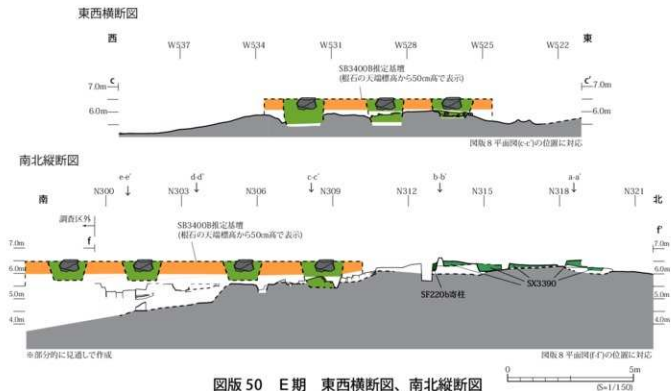 東西横断図
西
東
W537
W534
W531
W528
W525
W522
SB3400B推定基壇
(根石の天端標高から50cm高で表示)
c
c'
7.0m
7.0m
6.0m
6.0m
図版8 平面図(c-c')の位置に対応
南北縦断図
e-e'
d-d'
c-c'
b-b'
a-a'
南
N300
N303
N306
N309
N312
N315
N318
N321
北
調査区外
f
f'
SB3400B推定基壇
(根石の天端標高から50cm高で表示)
7.0m
7.0m
6.0m
6.0m
5.0m
5.0m
4.0m
4.0m
SF220b寄柱
SX3390
※部分的に見通しで作成
図版8 平面図(f-f')の位置に対応
図版50 E期 東西横断図、南北縦断図
0
5m
(S=1/150)